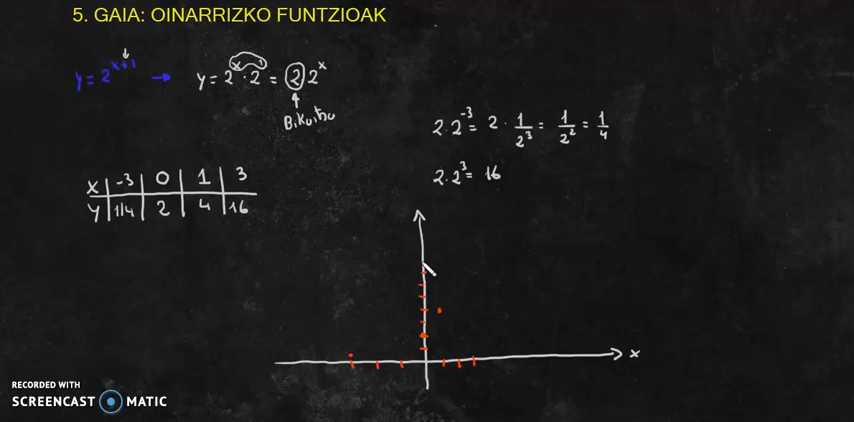 5. GAIA: OINARRIZKO FUNTZIOAK
y = 2^{x+1} → y = 2^x · 2^1 = 2 2^x
Bikoitza
2·2^{-3} = 2 · 1/2^3 = 1/2^2 = 1/4
2·2^3 = 16
x | -3 | 0 | 1 | 3
y | 1/4 | 2 | 4 | 16
x
RECORDED WITH
SCREENCAST MATIC